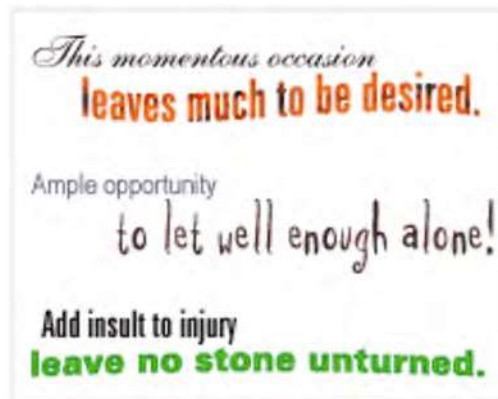 This momentous occasion
leaves much to be desired.
Ample opportunity
to let well enough alone!
Add insult to injury
leave no stone unturned.